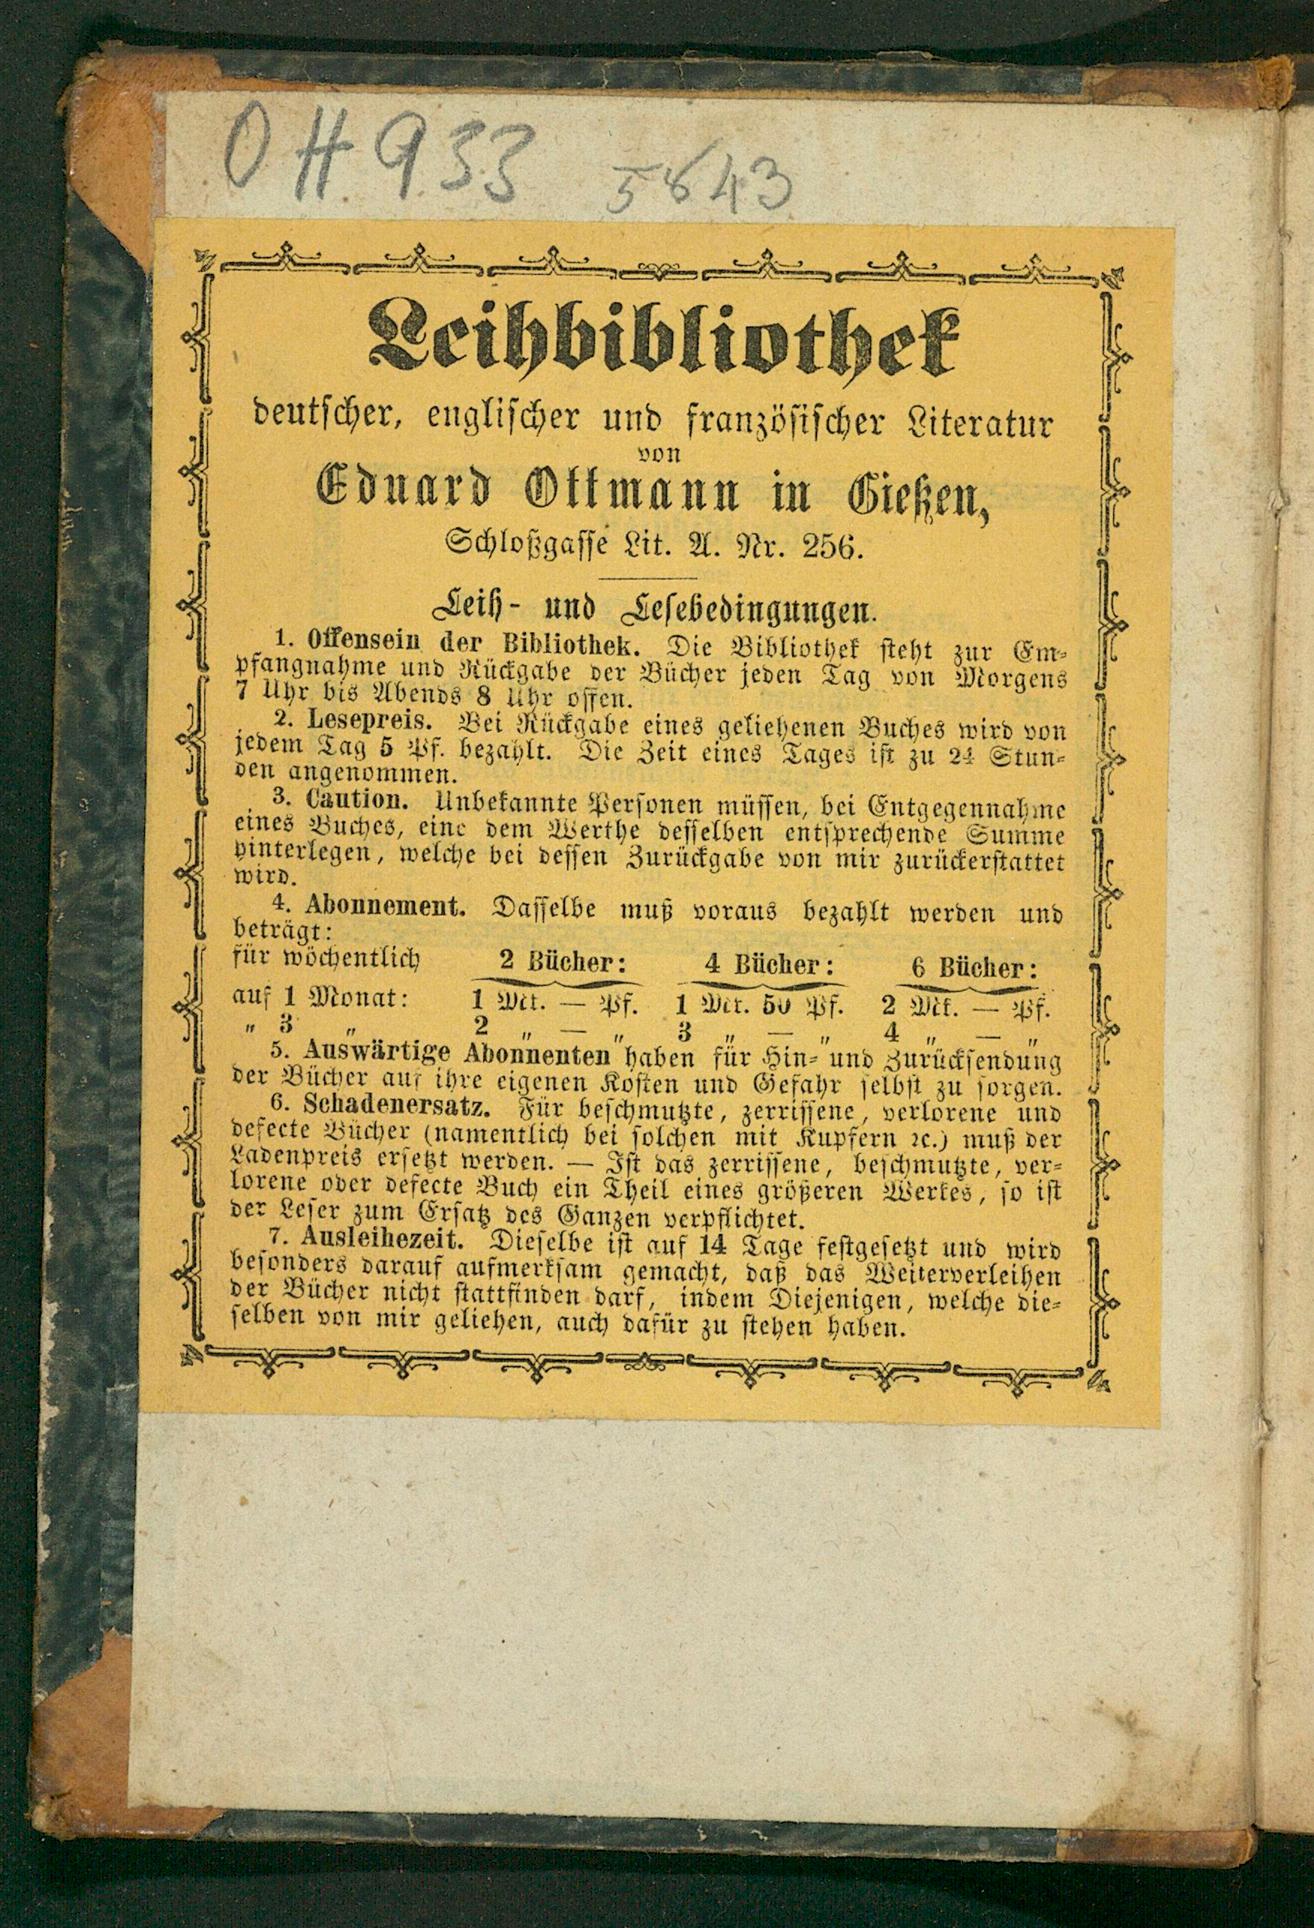 OH 933 5843
Leihbibliothek
deutscher, englischer und französischer Literatur
von
Eduard Ottmann in Gießen,
Schloßgasse Lit. A. Nr. 256.
Leih- und Lesebedingungen.
1. Offensein der Bibliothek. Die Bibliothek steht zur Em-
pfangnahme und Rückgabe der Bücher jeden Tag von Morgens
7 Uhr bis Abends 8 Uhr offen.
2. Lesepreis. Bei Rückgabe eines geliehenen Buches wird von
jedem Tag 5 Pf. bezahlt. Die Zeit eines Tages ist zu 24 Stun-
den angenommen.
3. Caution. Unbekannte Personen müssen, bei Entgegennahme
eines Buches, eine dem Werthe desselben entsprechende Summe
hinterlegen, welche bei dessen Zurückgabe von mir zurückerstattet
wird.
4. Abonnement. Dasselbe muß voraus bezahlt werden und
beträgt:
für wöchentlich 2 Bücher: 4 Bücher: 6 Bücher:
auf 1 Monat: 1 Mk. — Pf. 1 Mk. 50 Pf. 2 Mk. — Pf.
„ 3 „ 2 „ — „ 3 „ — „ 4 „ — „
5. Auswärtige Abonnenten haben für Hin- und Zurücksendung
der Bücher auf ihre eigenen Kosten und Gefahr selbst zu sorgen.
6. Schadenersatz. Für beschmutzte, zerrissene, verlorene und
defecte Bücher (namentlich bei solchen mit Kupfern ꝛc.) muß der
Ladenpreis ersetzt werden. — Ist das zerrissene, beschmutzte, ver-
lorene oder defecte Buch ein Theil eines größeren Werkes, so ist
der Leser zum Ersatz des Ganzen verpflichtet.
7. Ausleihezeit. Dieselbe ist auf 14 Tage festgesetzt und wird
besonders darauf aufmerksam gemacht, daß das Weiterverleihen
der Bücher nicht stattfinden darf, indem Diejenigen, welche die-
selben von mir geliehen, auch dafür zu stehen haben.